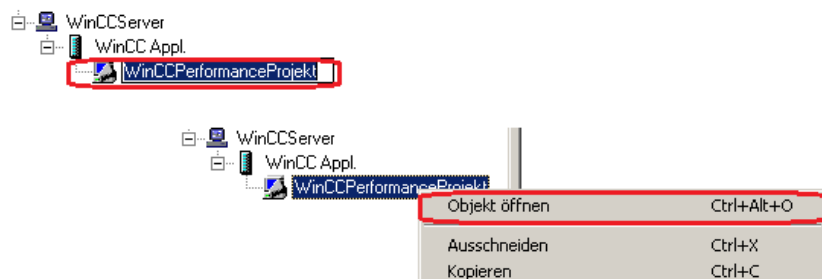 WinCCServer
WinCC Appl.
WinCCPerformanceProjekt
WinCCServer
WinCC Appl.
WinCCPerformanceProjekt
Objekt öffnen Ctrl+Alt+O
Ausschneiden Ctrl+X
Kopieren Ctrl+C